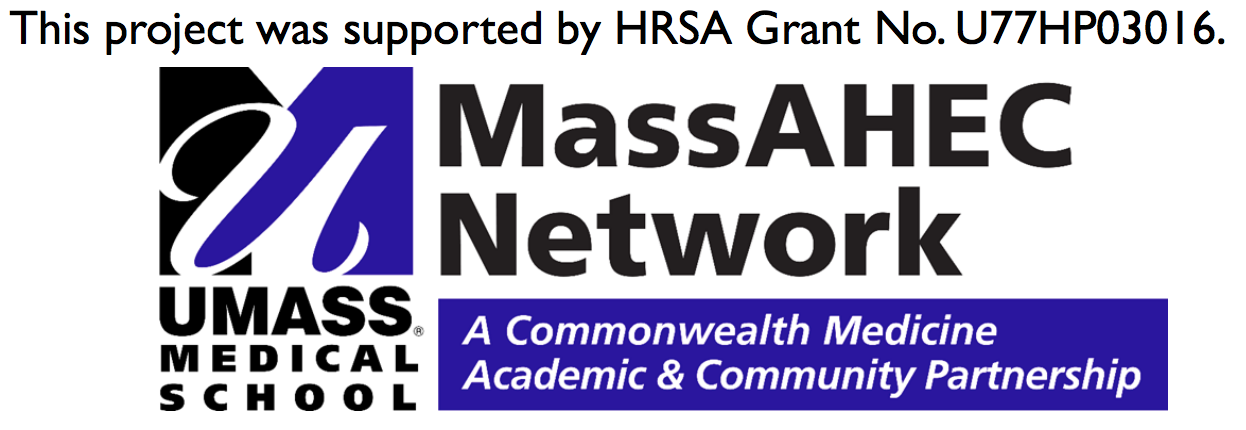 This project was supported by HRSA Grant No. U77HP03016.
UMASS®
MEDICAL
SCHOOL
MassAHEC
Network
A Commonwealth Medicine
Academic & Community Partnership